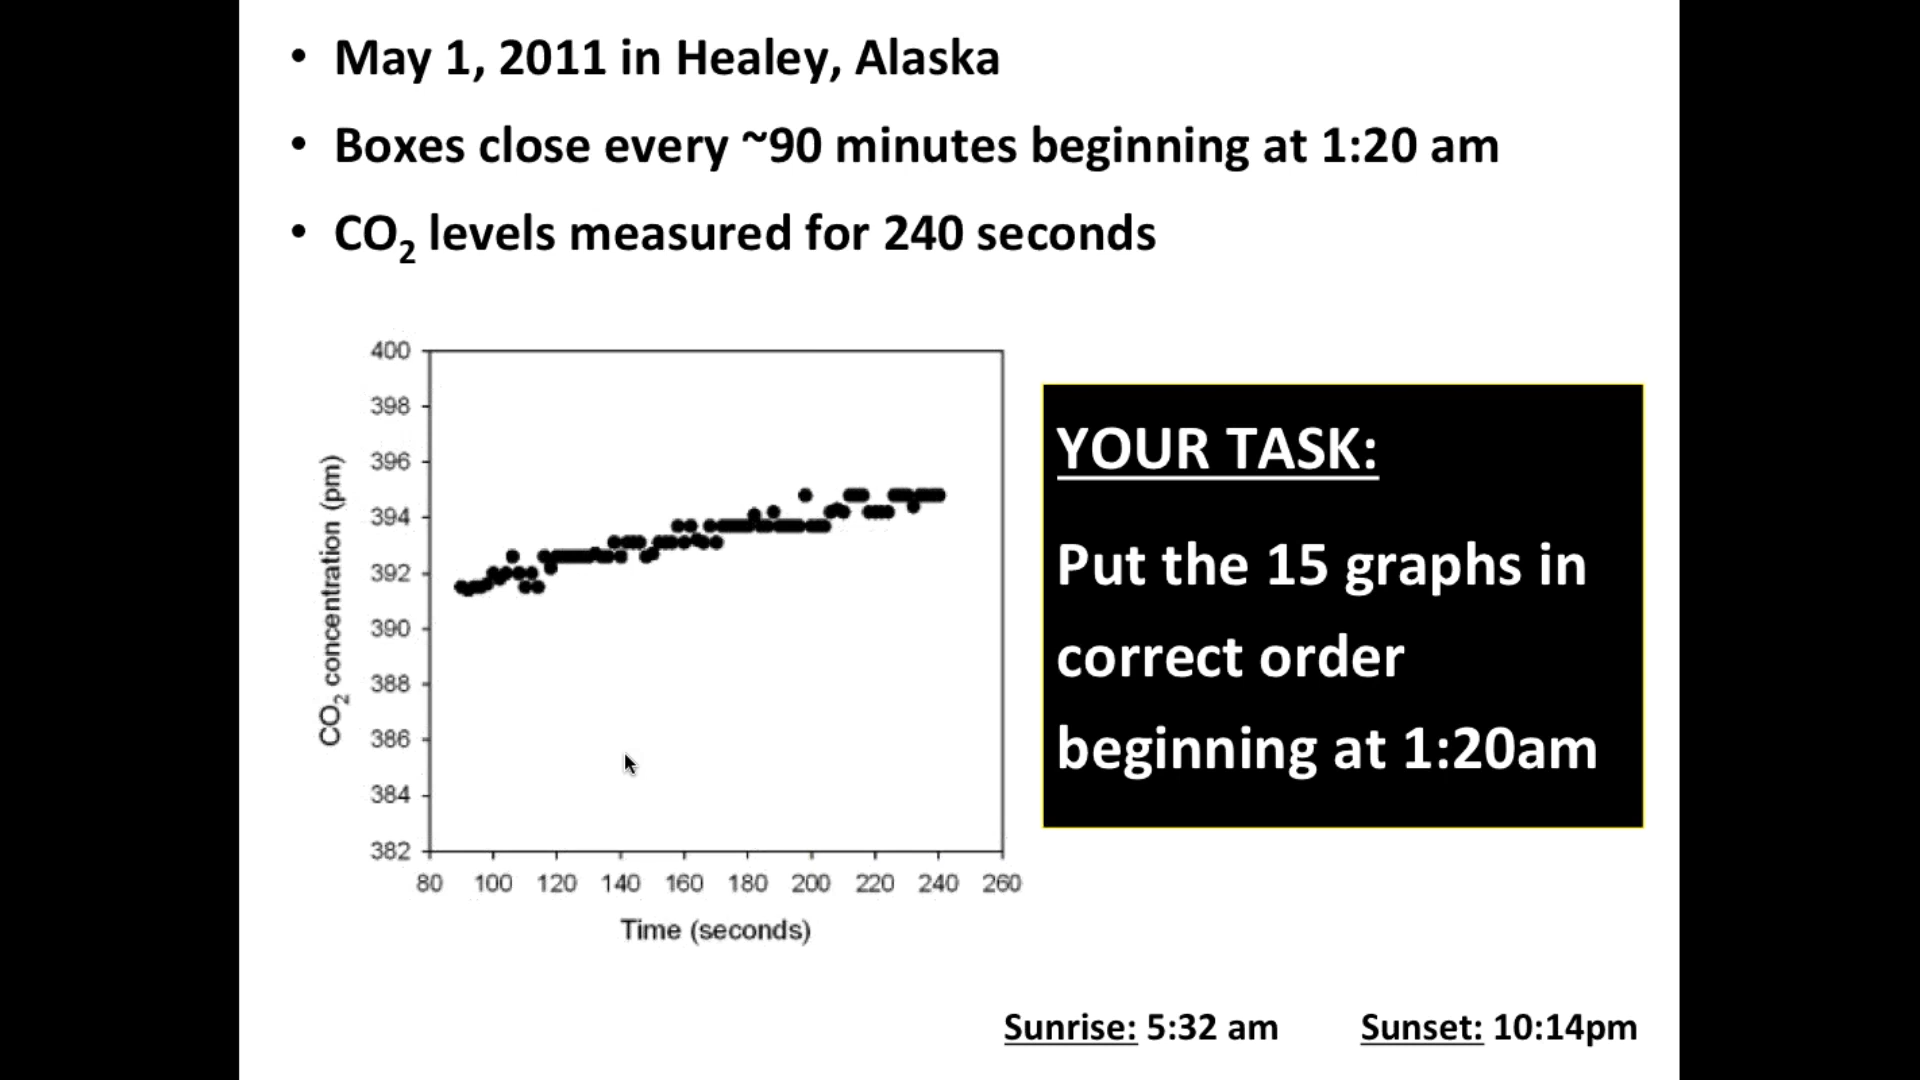 • May 1, 2011 in Healey, Alaska
• Boxes close every ~90 minutes beginning at 1:20 am
• CO2 levels measured for 240 seconds
400
398
396
394
392
390
388
386
384
382
CO2 concentration (pm)
80 100 120 140 160 180 200 220 240 260
Time (seconds)
YOUR TASK:
Put the 15 graphs in
correct order
beginning at 1:20am
Sunrise: 5:32 am Sunset: 10:14pm